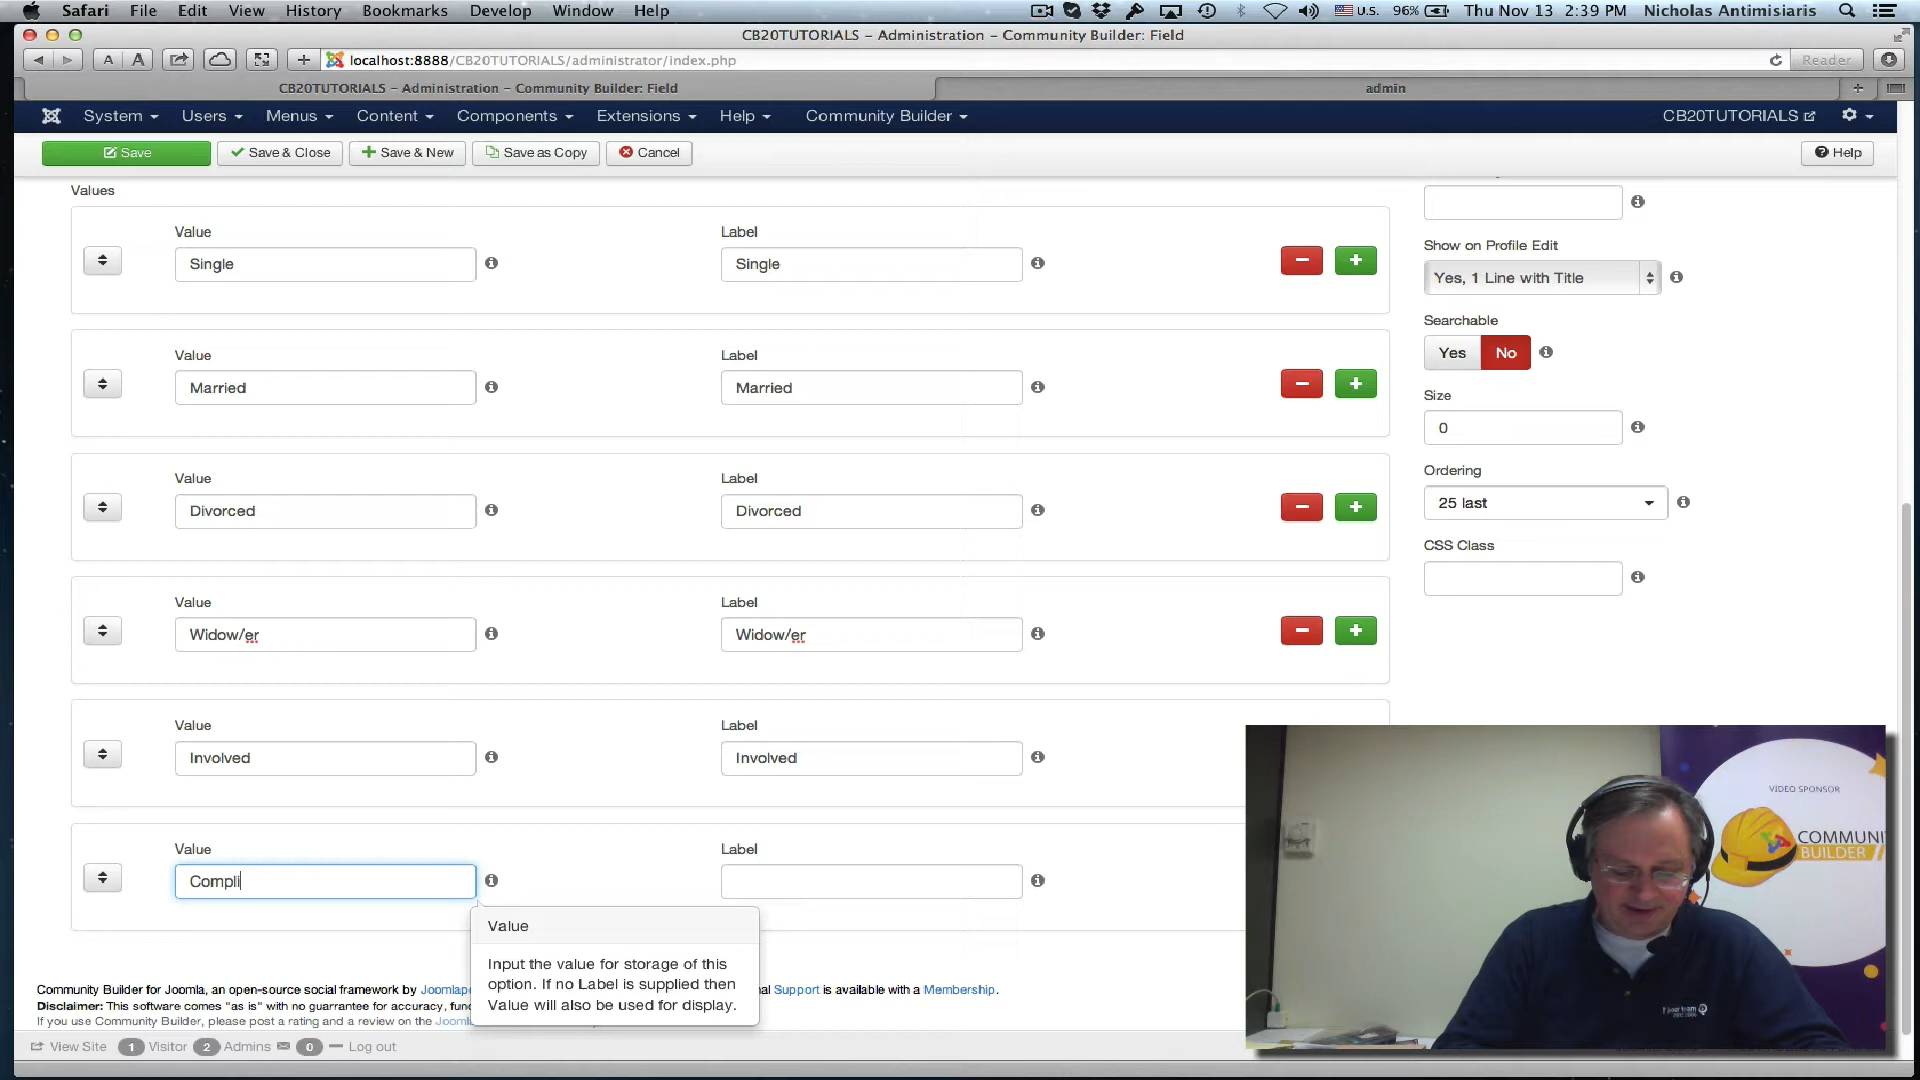 Safari File Edit View History Bookmarks Develop Window Help U.S. 96% Thu Nov 13 2:39 PM Nicholas Antimisiaris
CB20TUTORIALS – Administration – Community Builder: Field
A A + localhost:8888/CB20TUTORIALS/administrator/index.php Reader
CB20TUTORIALS – Administration – Community Builder: Field admin +
System Users Menus Content Components Extensions Help Community Builder CB20TUTORIALS
Save Save & Close Save & New Save as Copy Cancel Help
Values
Value Label
Single Single
Show on Profile Edit
Yes, 1 Line with Title
Searchable
Yes No
Value Label
Married Married
Size
0
Ordering
25 last
Value Label
Divorced Divorced
CSS Class
Value Label
Widow/er Widow/er
Value Label
Involved Involved
Value Label
Compli
Value
Input the value for storage of this
option. If no Label is supplied then
Value will also be used for display.
Community Builder for Joomla, an open-source social framework by Joomlap al Support is available with a Membership.
Disclaimer: This software comes "as is" with no guarrantee for accuracy, func
If you use Community Builder, please post a rating and a review on the Joomla
View Site 1 Visitor 2 Admins 0 Log out
VIDEO SPONSOR
COMMUNI
BUILDER